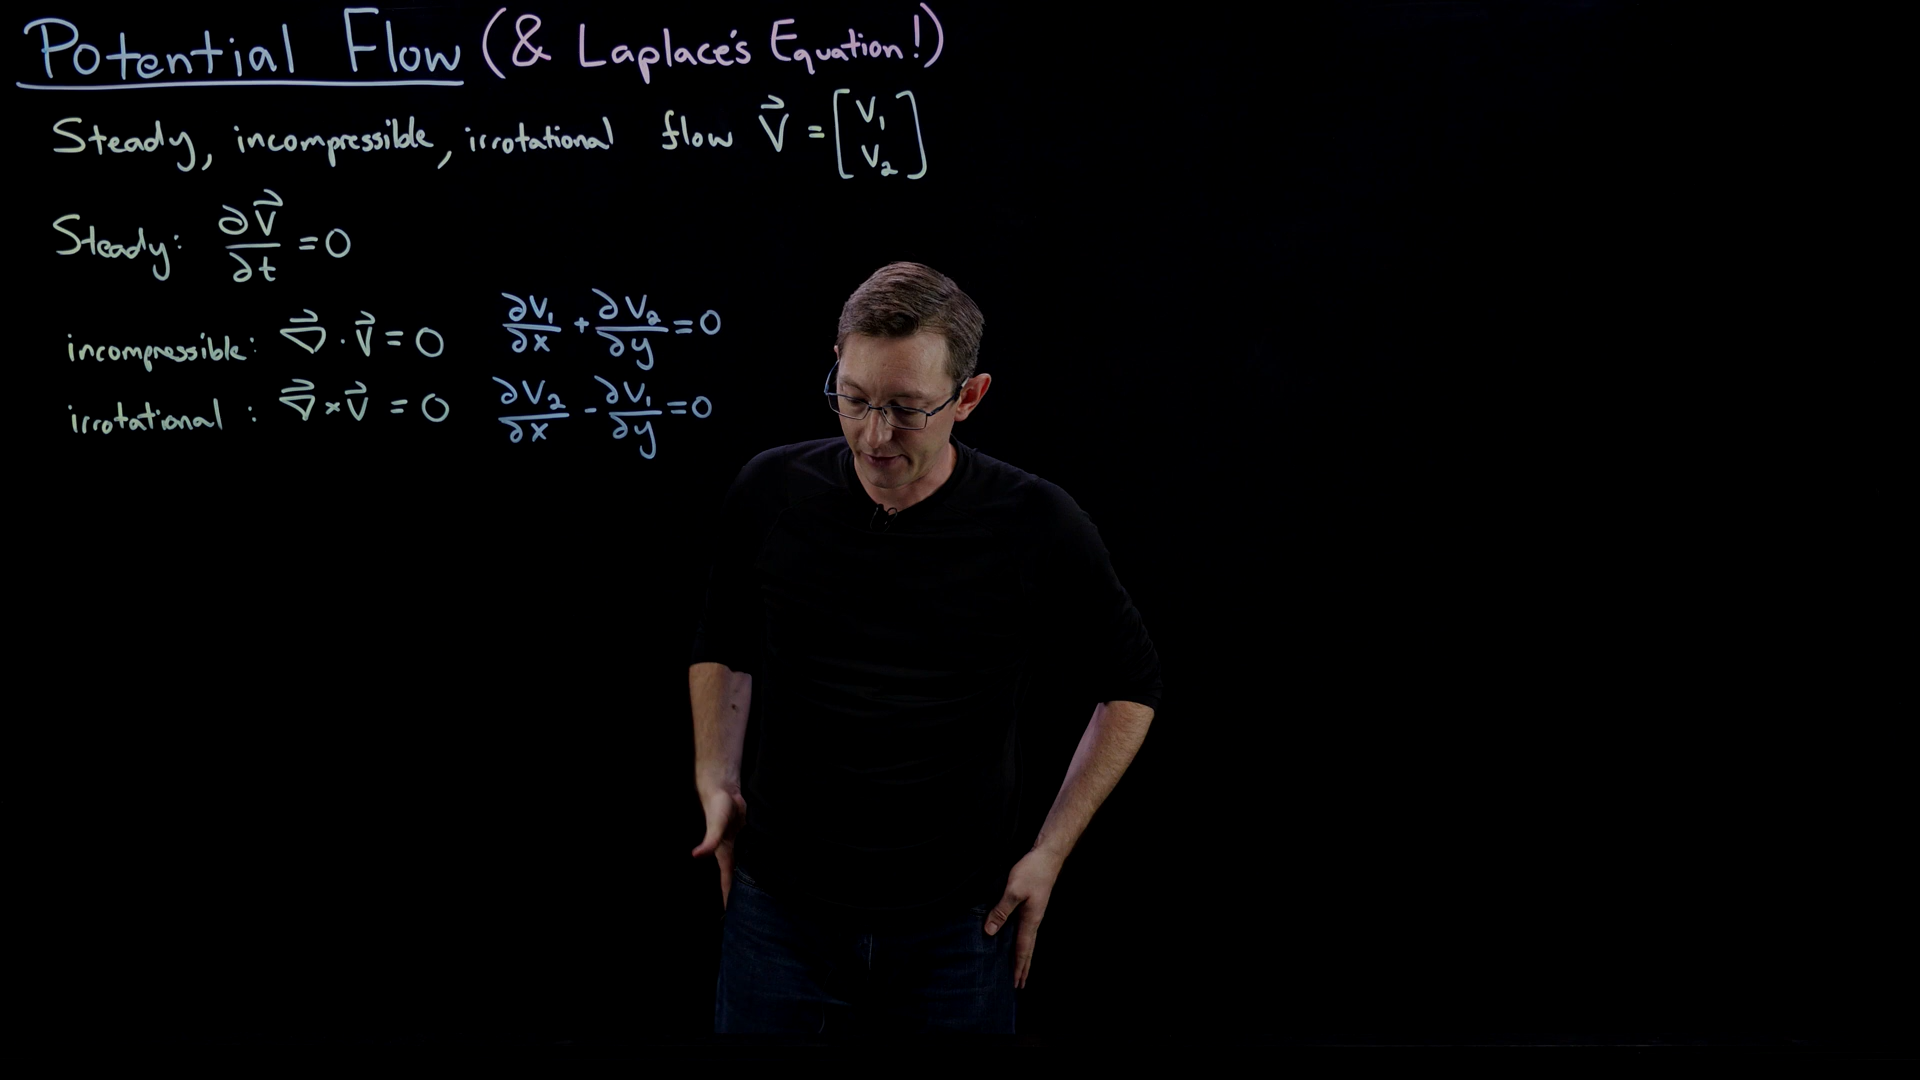 Potential Flow (& Laplace's Equation!)
Steady, incompressible, irrotational flow V⃗ = [V₁ V₂]
Steady: ∂V⃗/∂t = 0
incompressible: ∇⃗ · V⃗ = 0 ∂V₁/∂x + ∂V₂/∂y = 0
irrotational : ∇⃗ × V⃗ = 0 ∂V₂/∂x - ∂V₁/∂y = 0